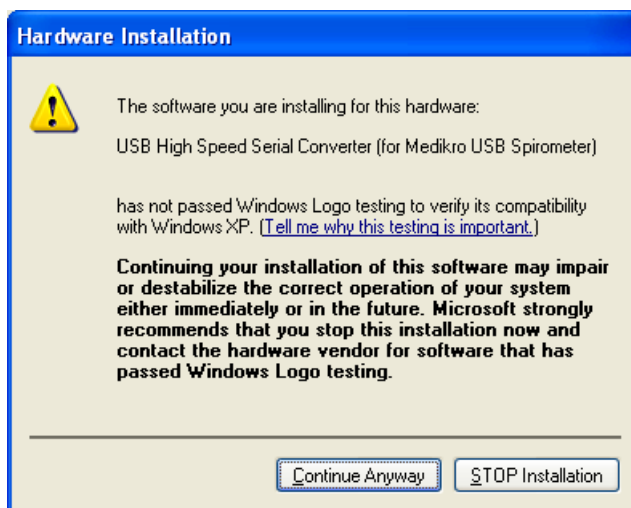 Hardware Installation
The software you are installing for this hardware:
USB High Speed Serial Converter (for Medikro USB Spirometer)
has not passed Windows Logo testing to verify its compatibility
with Windows XP. (Tell me why this testing is important.)
Continuing your installation of this software may impair
or destabilize the correct operation of your system
either immediately or in the future. Microsoft strongly
recommends that you stop this installation now and
contact the hardware vendor for software that has
passed Windows Logo testing.
Continue Anyway STOP Installation